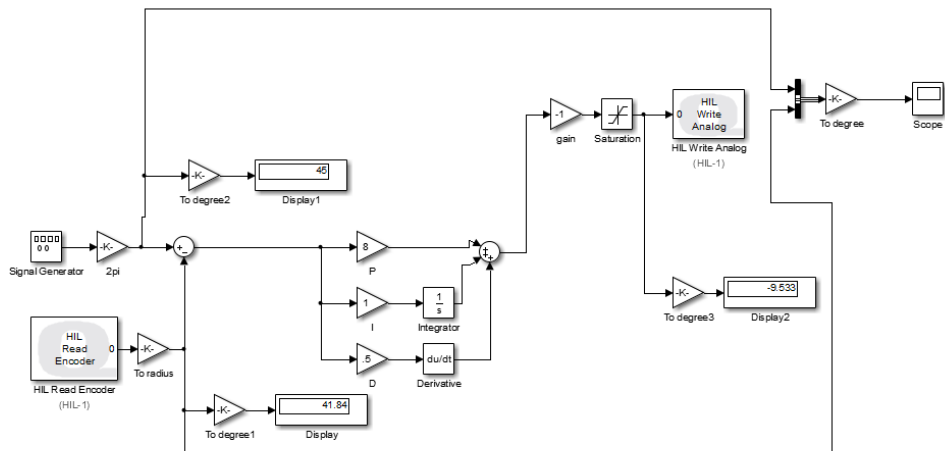 -K-
To degree
Scope
-1
gain
Saturation
0
HIL
Write
Analog
HIL Write Analog
(HIL-1)
-K-
To degree2
45
Display1
Signal Generator
-K-
2pi
8
P
1
I
1
s
Integrator
.5
D
du/dt
Derivative
-K-
To degree3
-9.533
Display2
HIL
Read
Encoder
0
HIL Read Encoder
(HIL-1)
-K-
To radius
-K-
To degree1
41.84
Display